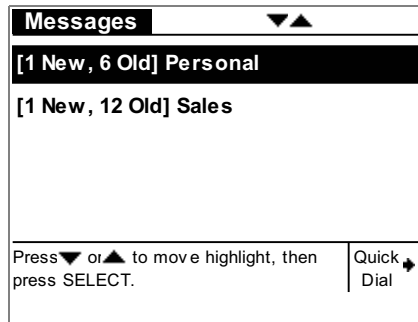 Messages ▼▲
[1 New, 6 Old] Personal
[1 New, 12 Old] Sales
Press▼ or▲ to move highlight, then
press SELECT.
Quick
Dial